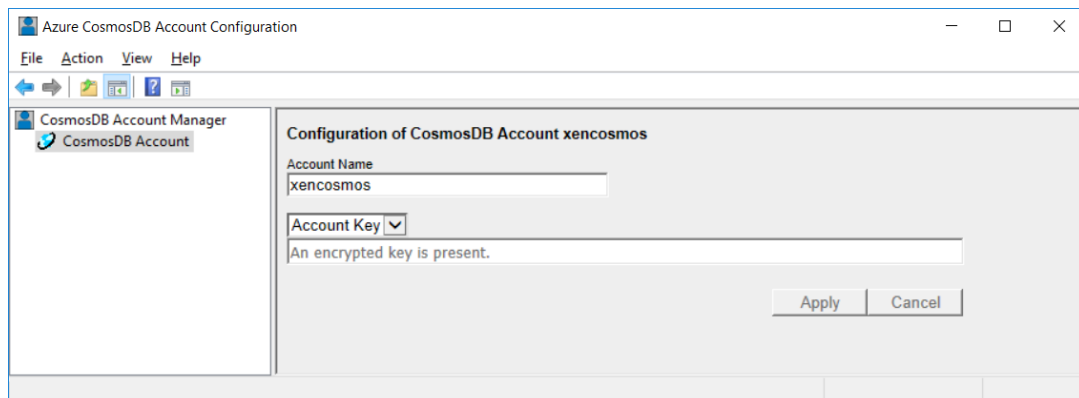 Azure CosmosDB Account Configuration
File Action View Help
CosmosDB Account Manager
CosmosDB Account
Configuration of CosmosDB Account xencosmos
Account Name
xencosmos
Account Key
An encrypted key is present.
Apply Cancel